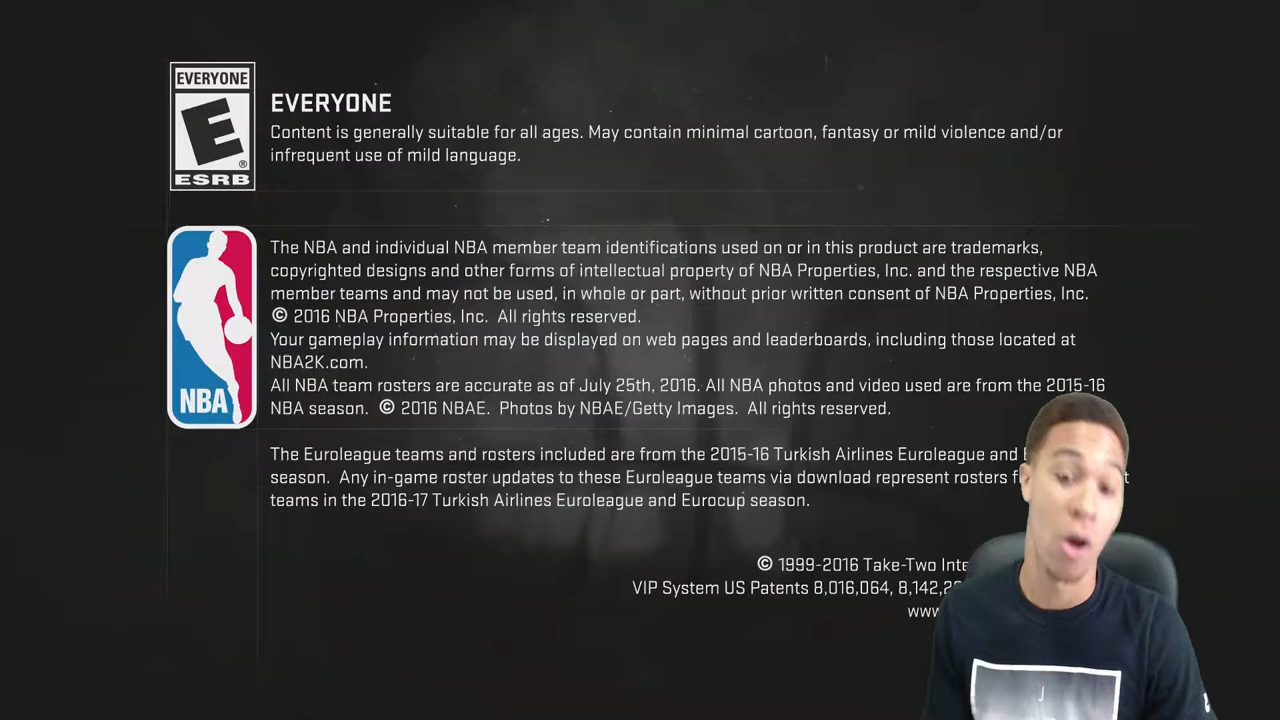 EVERYONE
E
®
ESRB
EVERYONE
Content is generally suitable for all ages. May contain minimal cartoon, fantasy or mild violence and/or
infrequent use of mild language.
The NBA and individual NBA member team identifications used on or in this product are trademarks,
copyrighted designs and other forms of intellectual property of NBA Properties, Inc. and the respective NBA
member teams and may not be used, in whole or part, without prior written consent of NBA Properties, Inc.
© 2016 NBA Properties, Inc. All rights reserved.
Your gameplay information may be displayed on web pages and leaderboards, including those located at
NBA2K.com.
All NBA team rosters are accurate as of July 25th, 2016. All NBA photos and video used are from the 2015-16
NBA season. © 2016 NBAE. Photos by NBAE/Getty Images. All rights reserved.
NBA
The Euroleague teams and rosters included are from the 2015-16 Turkish Airlines Euroleague and
season. Any in-game roster updates to these Euroleague teams via download represent rosters
teams in the 2016-17 Turkish Airlines Euroleague and Eurocup season.
© 1999-2016 Take-Two
VIP System US Patents 8,016,064,
J